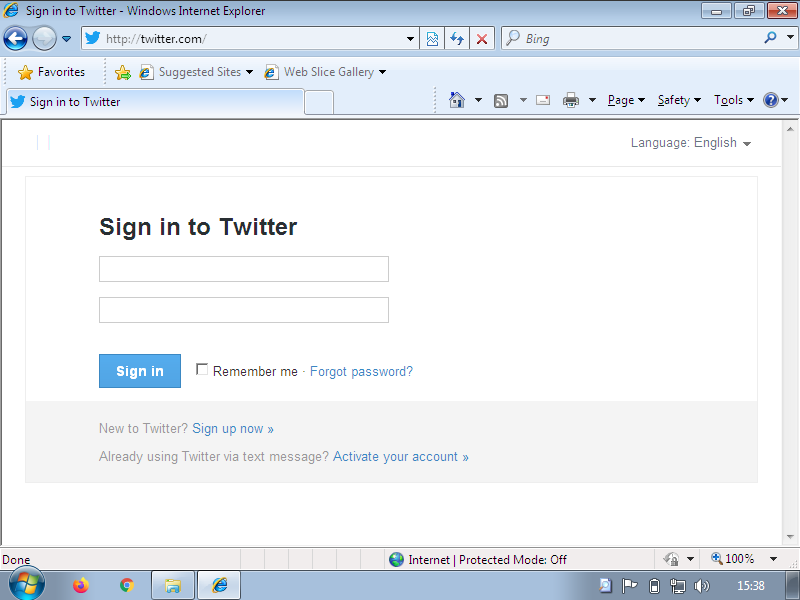 Sign in to Twitter - Windows Internet Explorer
http://twitter.com/
Bing
Favorites
Suggested Sites
Web Slice Gallery
Sign in to Twitter
Page
Safety
Tools
Language: English
Sign in to Twitter
Sign in
Remember me · Forgot password?
New to Twitter? Sign up now »
Already using Twitter via text message? Activate your account »
Done
Internet | Protected Mode: Off
100%
15:38